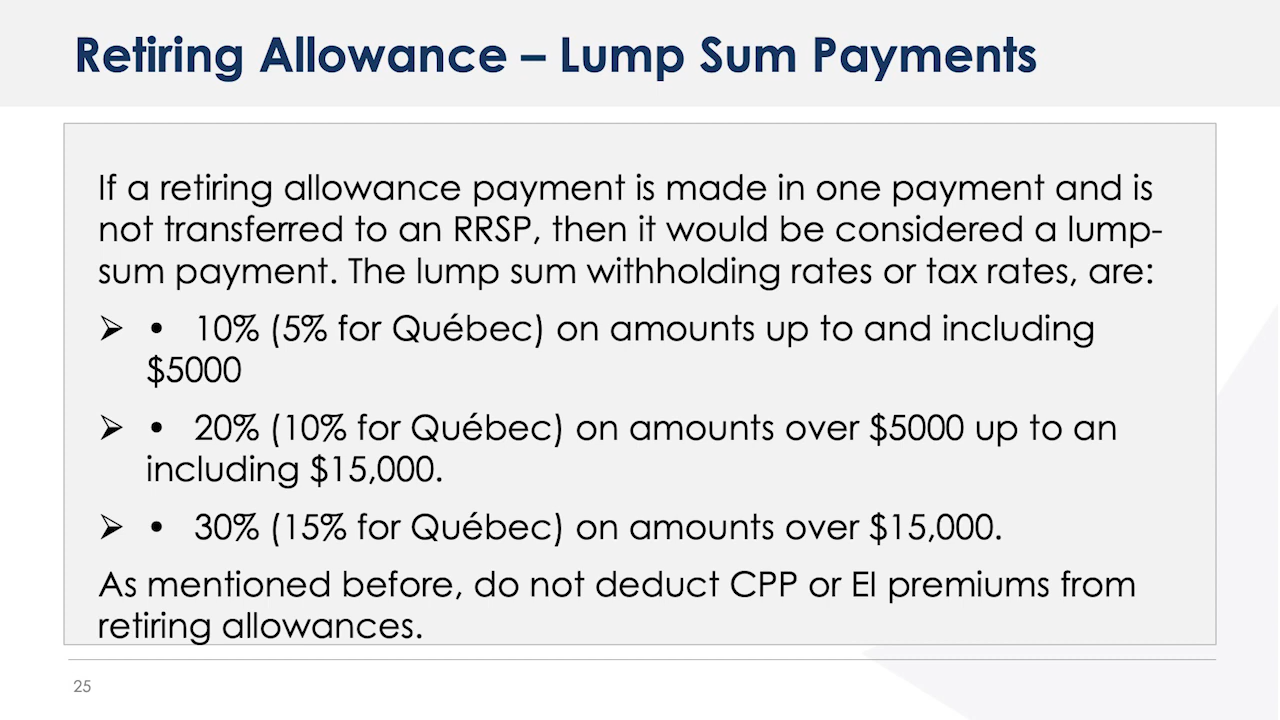 Retiring Allowance – Lump Sum Payments
If a retiring allowance payment is made in one payment and is
not transferred to an RRSP, then it would be considered a lump-
sum payment. The lump sum withholding rates or tax rates, are:
➢ • 10% (5% for Québec) on amounts up to and including
$5000
➢ • 20% (10% for Québec) on amounts over $5000 up to an
including $15,000.
➢ • 30% (15% for Québec) on amounts over $15,000.
As mentioned before, do not deduct CPP or EI premiums from
retiring allowances.
25